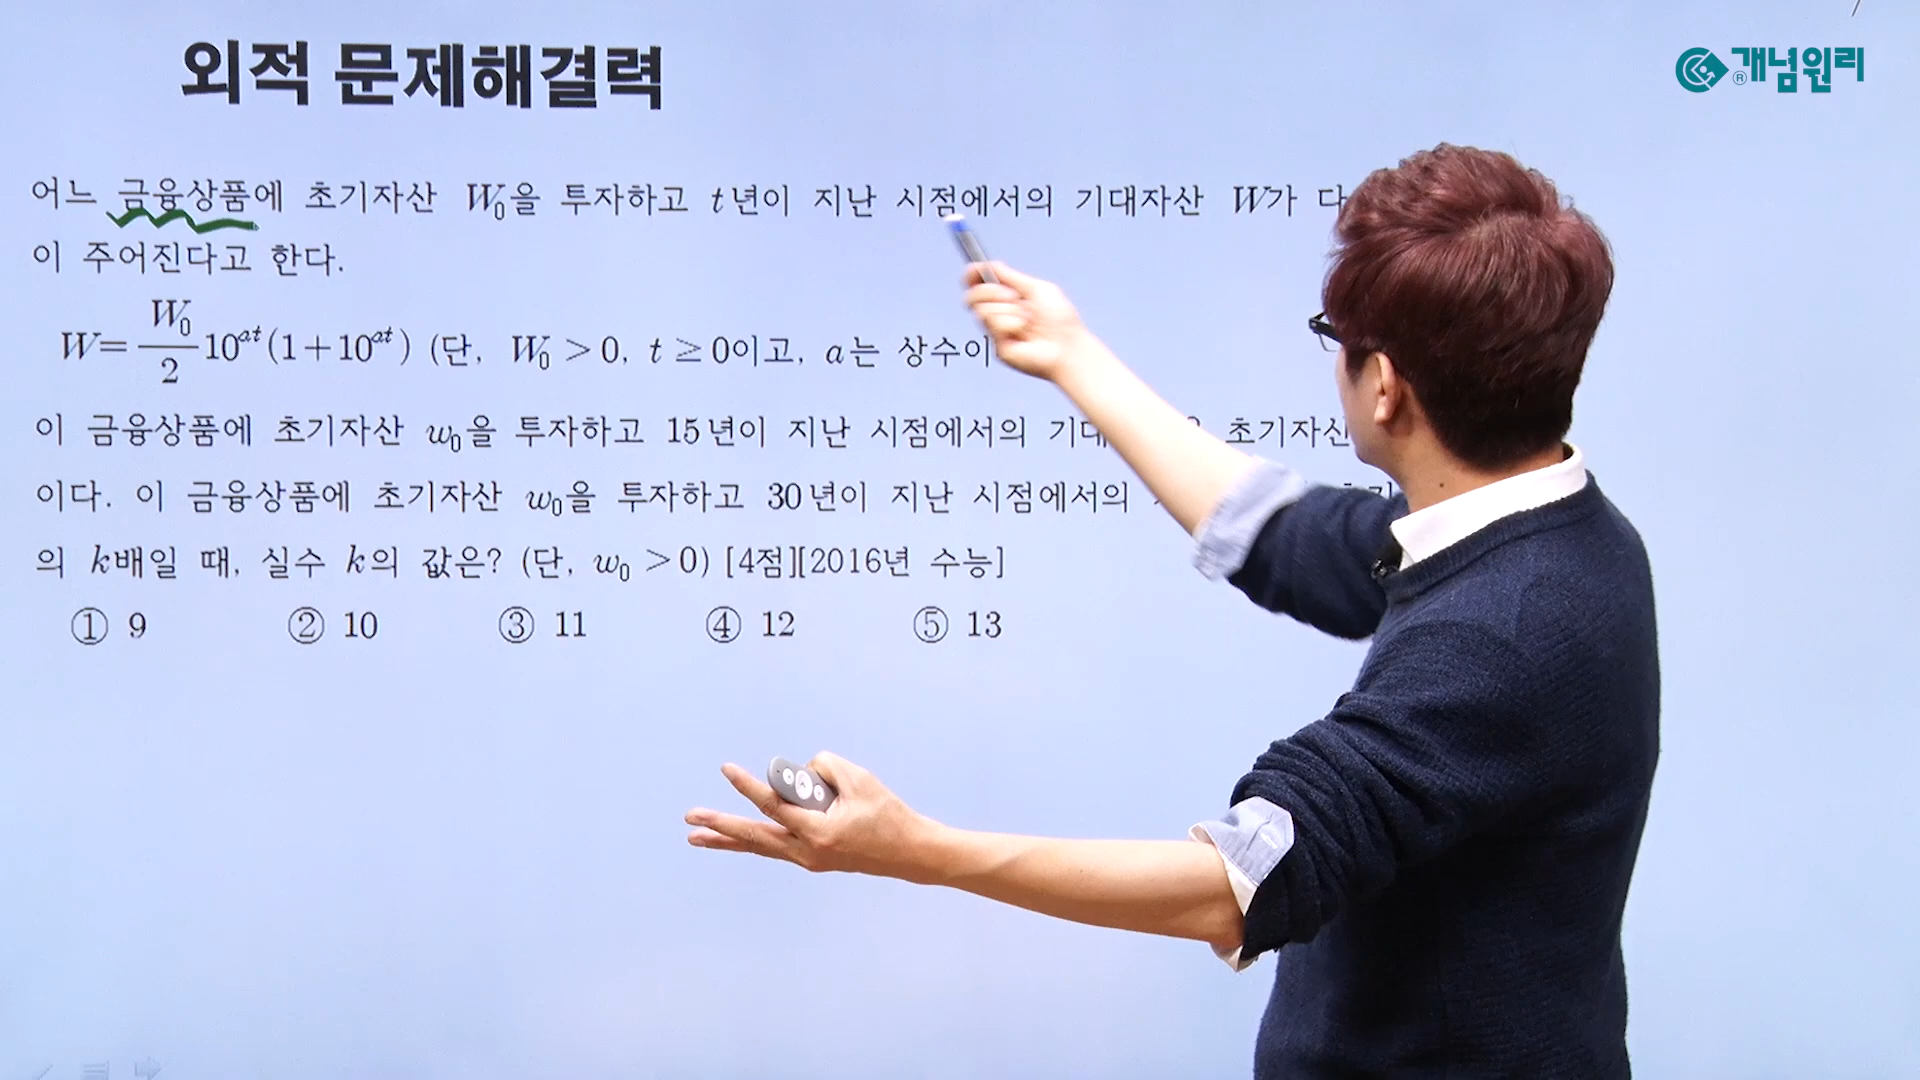 외적 문제해결력
개념원리
어느 금융상품에 초기자산 W₀을 투자하고 t년이 지난 시점에서의 기대자산 W가 다
이 주어진다고 한다.
W=W₀/2 10^at(1+10^at) (단, W₀ >0, t ≥0이고, a는 상수이
이 금융상품에 초기자산 w₀을 투자하고 15년이 지난 시점에서의 기대 초기자산
이다. 이 금융상품에 초기자산 w₀을 투자하고 30년이 지난 시점에서의
의 k배일 때, 실수 k의 값은? (단, w₀ >0) [4점][2016년 수능]
① 9 ② 10 ③ 11 ④ 12 ⑤ 13